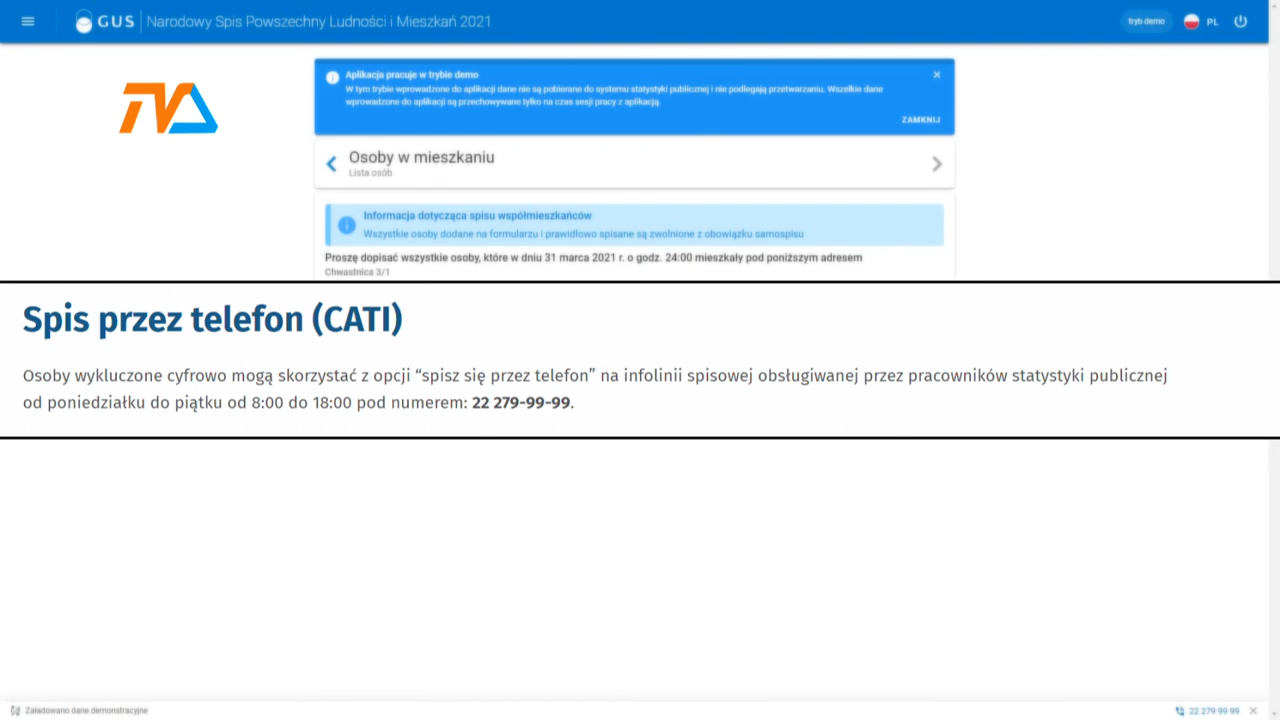 GUS Narodowy Spis Powszechny Ludności i Mieszkań 2021
tryb demo PL
TVA
Aplikacja pracuje w trybie demo
W tym trybie wprowadzone do aplikacji dane nie są pobierane do systemu statystyki publicznej i nie podlegają przetwarzaniu. Wszelkie dane
wprowadzone do aplikacji są przechowywane tylko na czas sesji pracy z aplikacją.
ZAMKNIJ
Osoby w mieszkaniu
Lista osób
Informacja dotycząca spisu współmieszkańców
Wszystkie osoby dodane na formularzu i prawidłowo spisane są zwolnione z obowiązku samospisu
Proszę dopisać wszystkie osoby, które w dniu 31 marca 2021 r. o godz. 24:00 mieszkały pod poniższym adresem
Chwastnica 3/1
Spis przez telefon (CATI)
Osoby wykluczone cyfrowo mogą skorzystać z opcji “spisz się przez telefon” na infolinii spisowej obsługiwanej przez pracowników statystyki publicznej
od poniedziałku do piątku od 8:00 do 18:00 pod numerem: 22 279-99-99.
Załadowano dane demonstracyjne
22 279 99 99